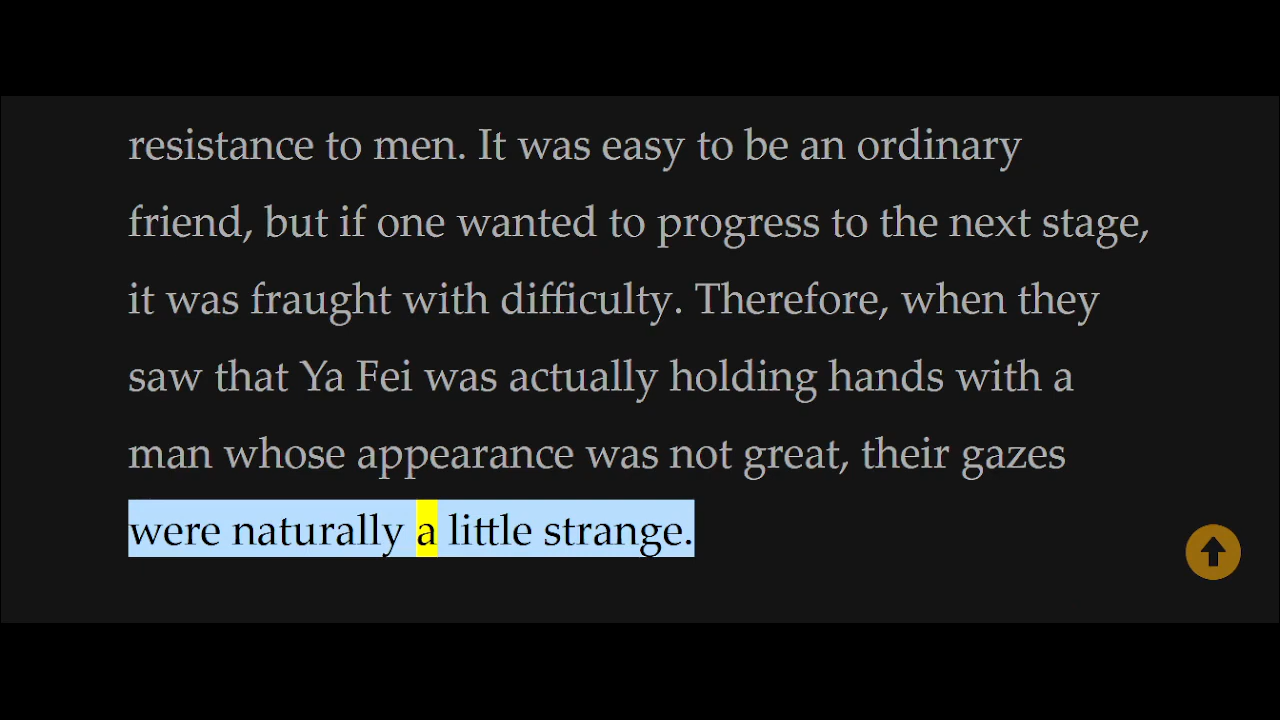 resistance to men. It was easy to be an ordinary
friend, but if one wanted to progress to the next stage,
it was fraught with difficulty. Therefore, when they
saw that Ya Fei was actually holding hands with a
man whose appearance was not great, their gazes
were naturally a little strange.